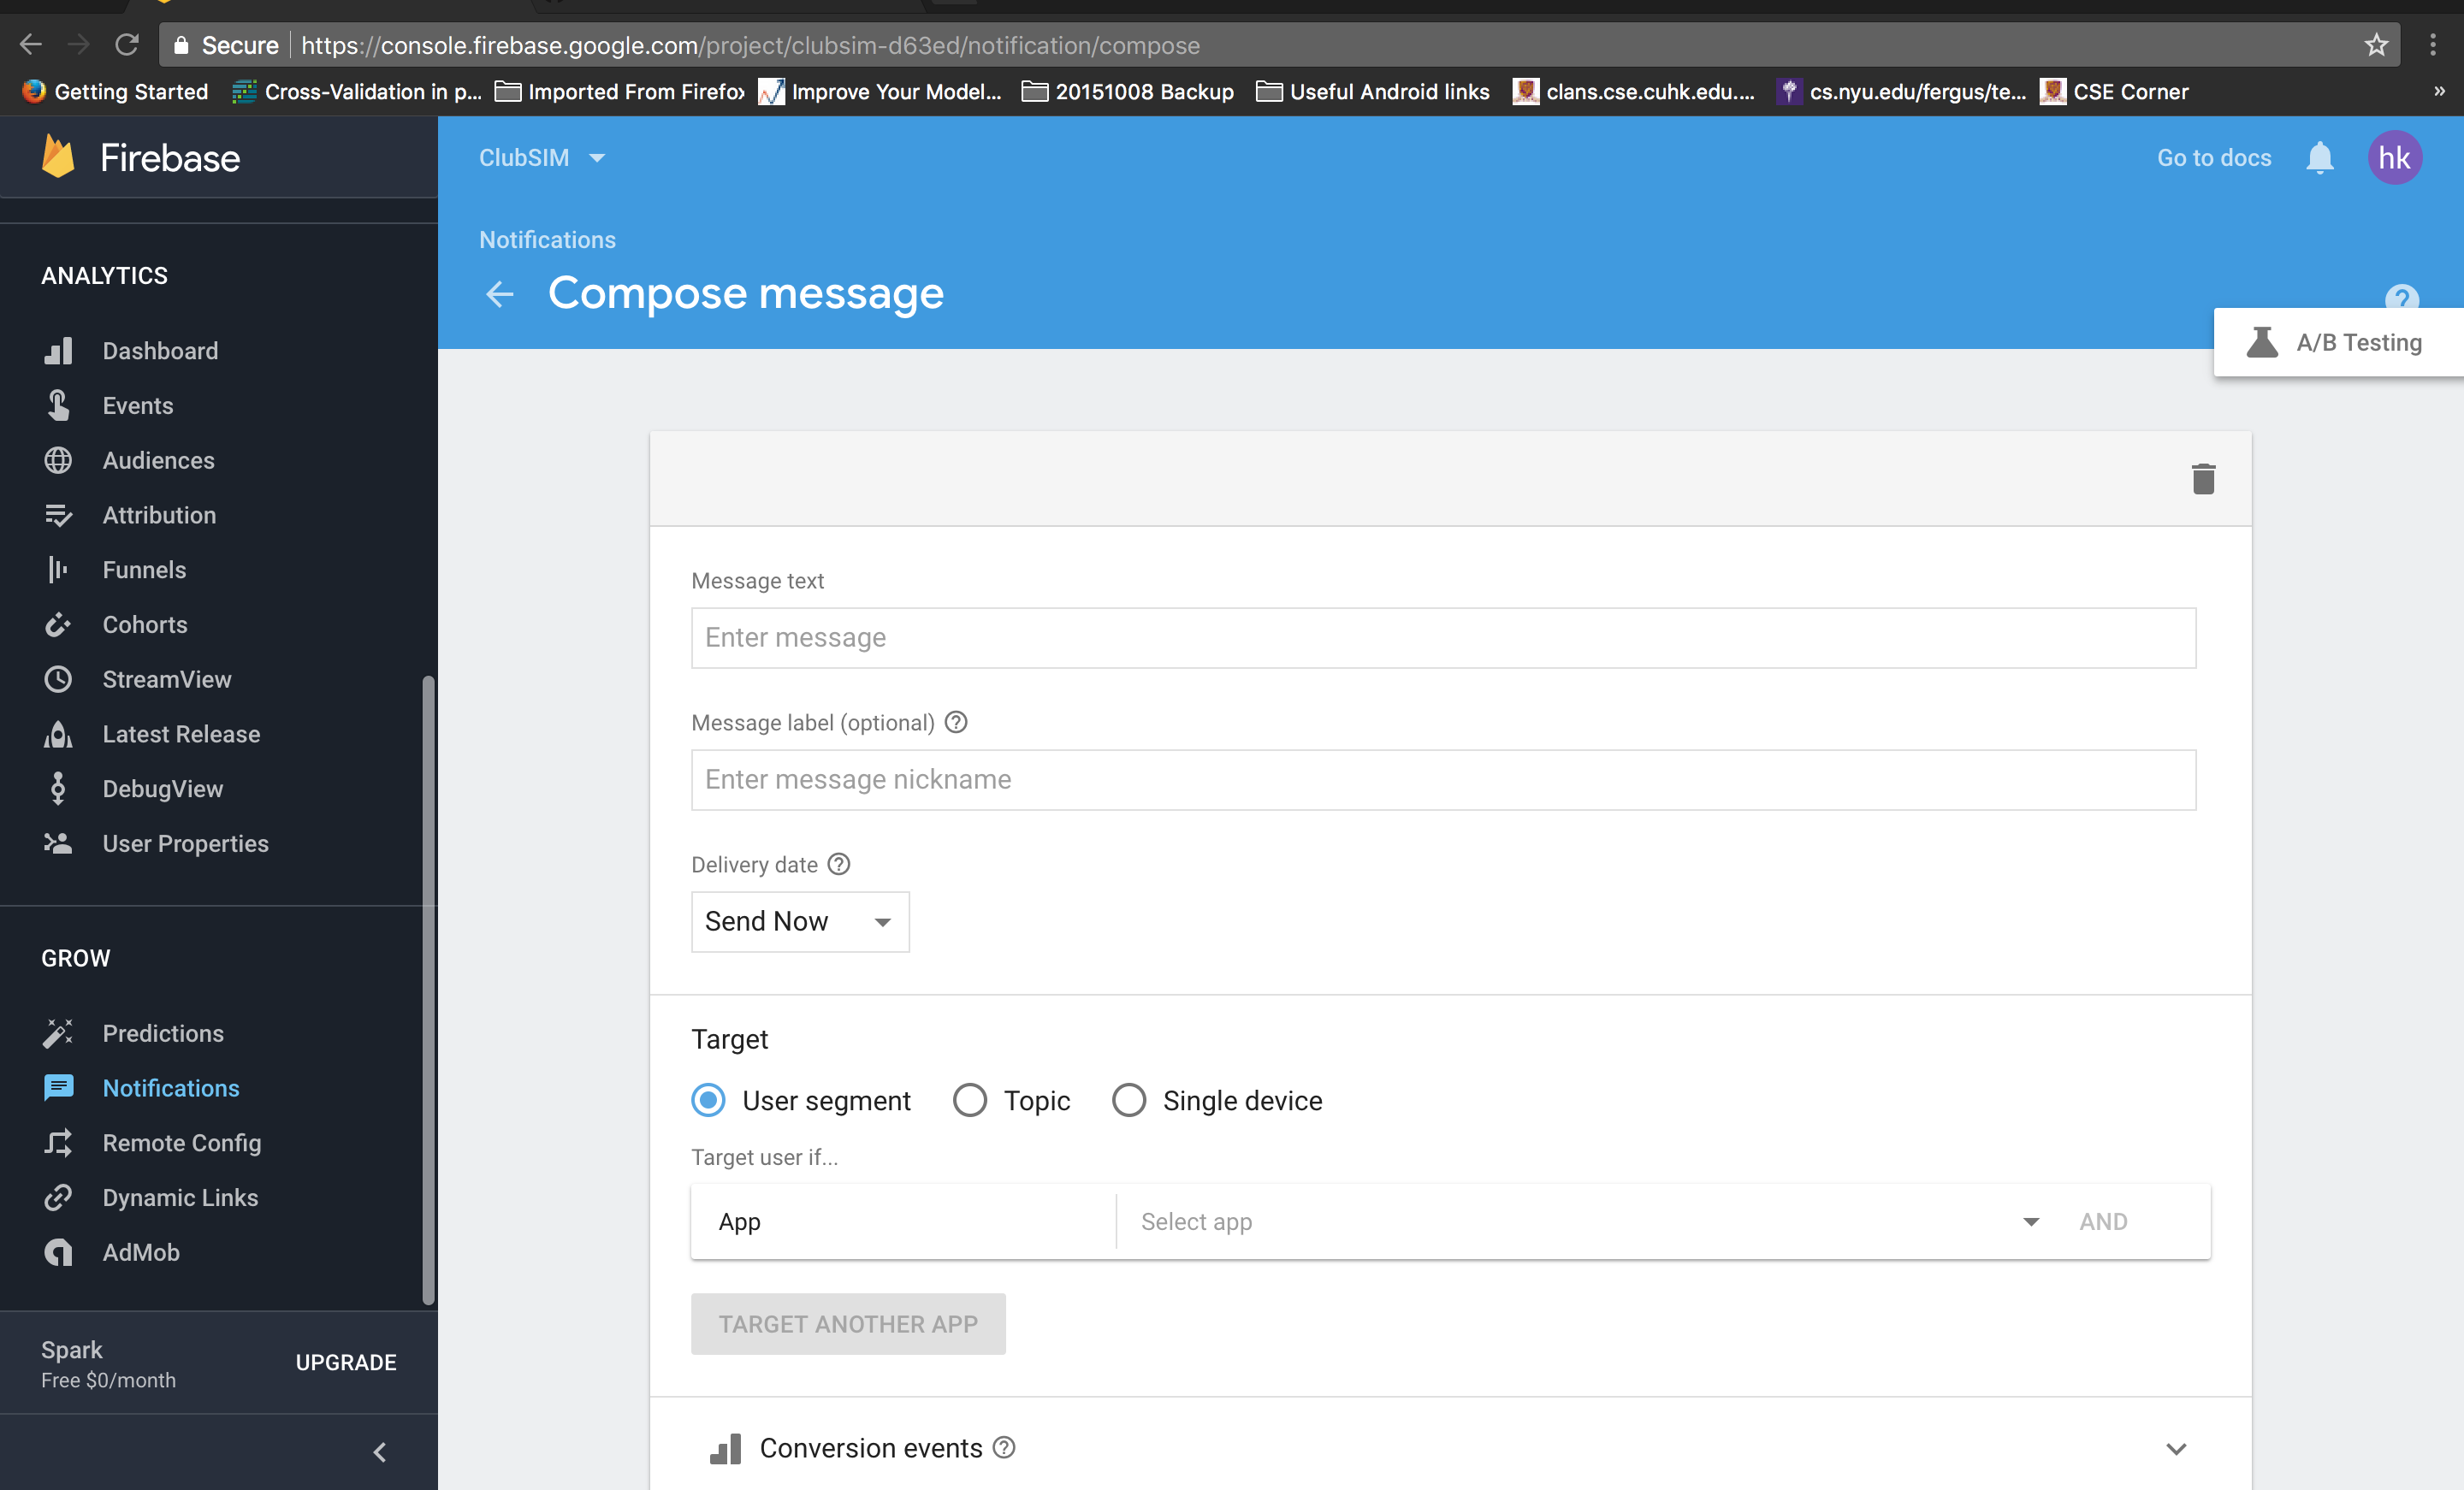 Secure https://console.firebase.google.com/project/clubsim-d63ed/notification/compose
Getting Started Cross-Validation in p... Imported From Firefox Improve Your Model... 20151008 Backup Useful Android links clans.cse.cuhk.edu.... cs.nyu.edu/fergus/te... CSE Corner »
Firebase
ClubSIM
Go to docs
hk
Notifications
Compose message
?
A/B Testing
ANALYTICS
Dashboard
Events
Audiences
Attribution
Funnels
Cohorts
StreamView
Latest Release
DebugView
User Properties
GROW
Predictions
Notifications
Remote Config
Dynamic Links
AdMob
Spark
Free $0/month
UPGRADE
Message text
Enter message
Message label (optional) ?
Enter message nickname
Delivery date ?
Send Now
Target
User segment Topic Single device
Target user if...
App Select app AND
TARGET ANOTHER APP
Conversion events ?